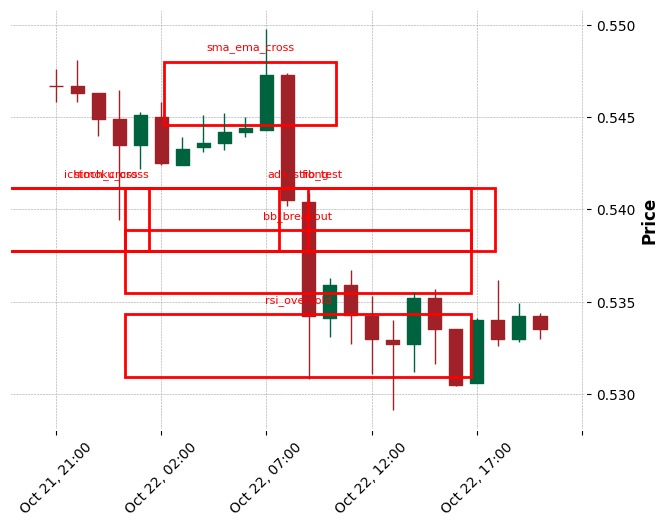 0.550
sma_ema_cross
0.545
0.540
bb_breakout
0.535
rsi_oversold
0.530
Price
Oct 21, 21:00
Oct 22, 02:00
Oct 22, 07:00
Oct 22, 12:00
Oct 22, 17:00